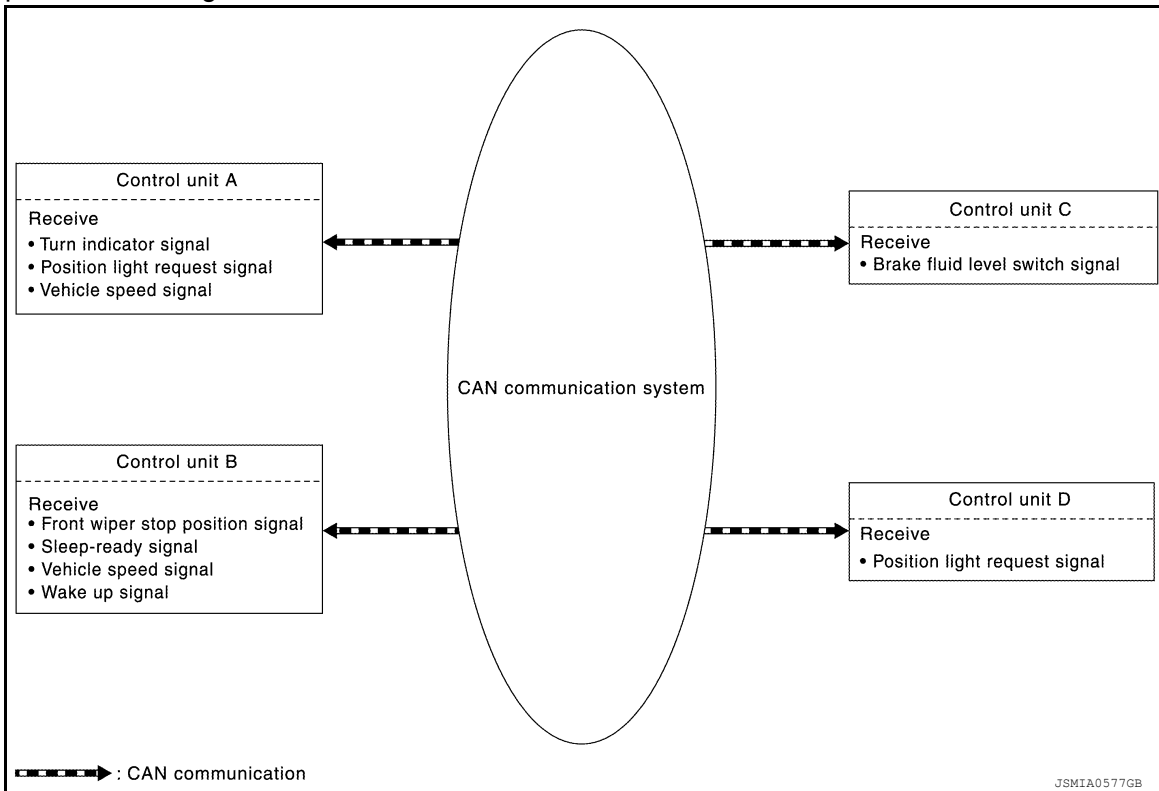 Control unit A
Receive
• Turn indicator signal
• Position light request signal
• Vehicle speed signal
Control unit C
Receive
• Brake fluid level switch signal
CAN communication system
Control unit B
Receive
• Front wiper stop position signal
• Sleep-ready signal
• Vehicle speed signal
• Wake up signal
Control unit D
Receive
• Position light request signal
: CAN communication
JSMIA0577GB